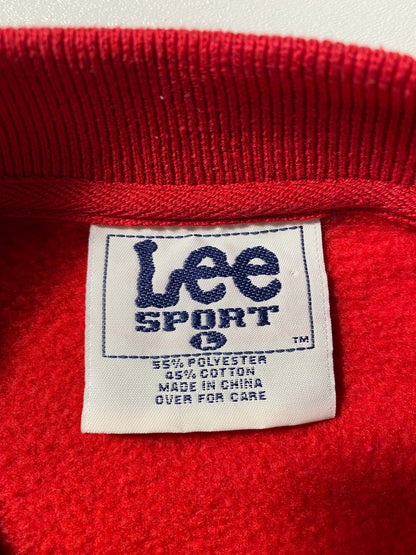 Lee
SPORT
L
™
55% POLYESTER
45% COTTON
MADE IN CHINA
OVER FOR CARE